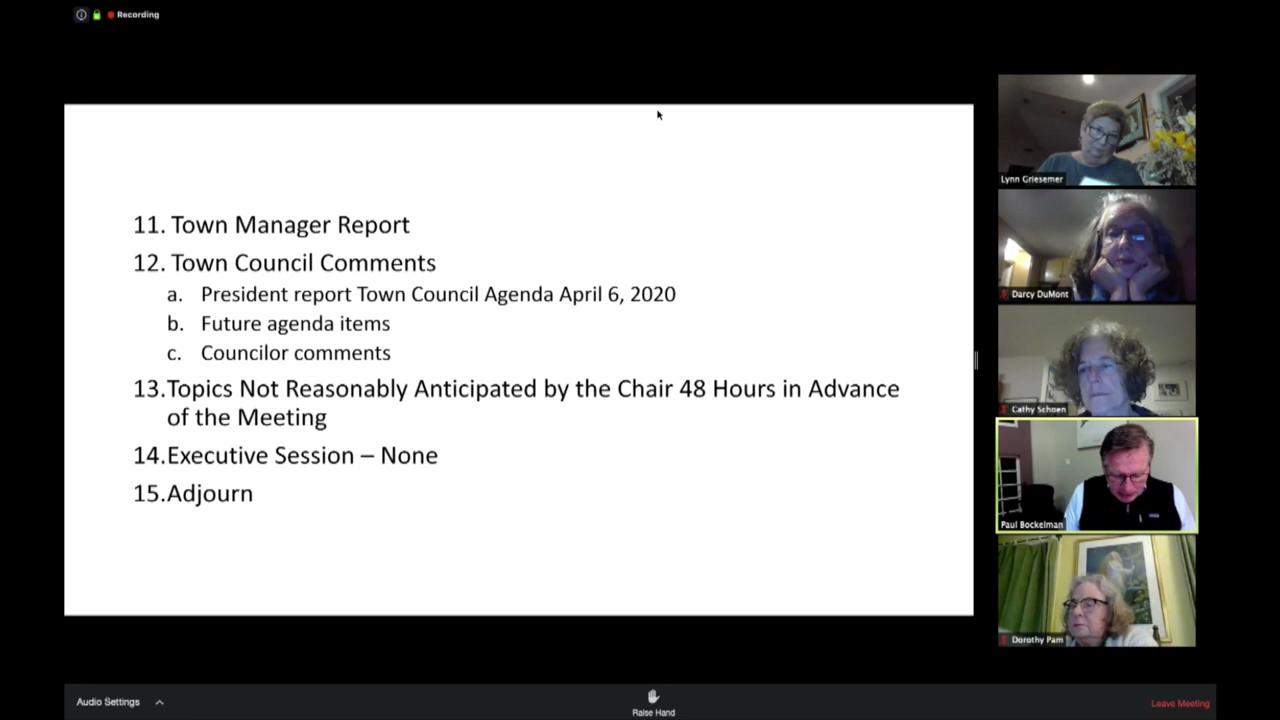 Recording
11. Town Manager Report
12. Town Council Comments
a. President report Town Council Agenda April 6, 2020
b. Future agenda items
c. Councilor comments
13.Topics Not Reasonably Anticipated by the Chair 48 Hours in Advance
of the Meeting
14.Executive Session – None
15.Adjourn
Lynn Griesemer
Darcy DuMont
Cathy Schoen
Paul Bockelman
Dorothy Pam
Audio Settings
Raise Hand
Leave Meeting